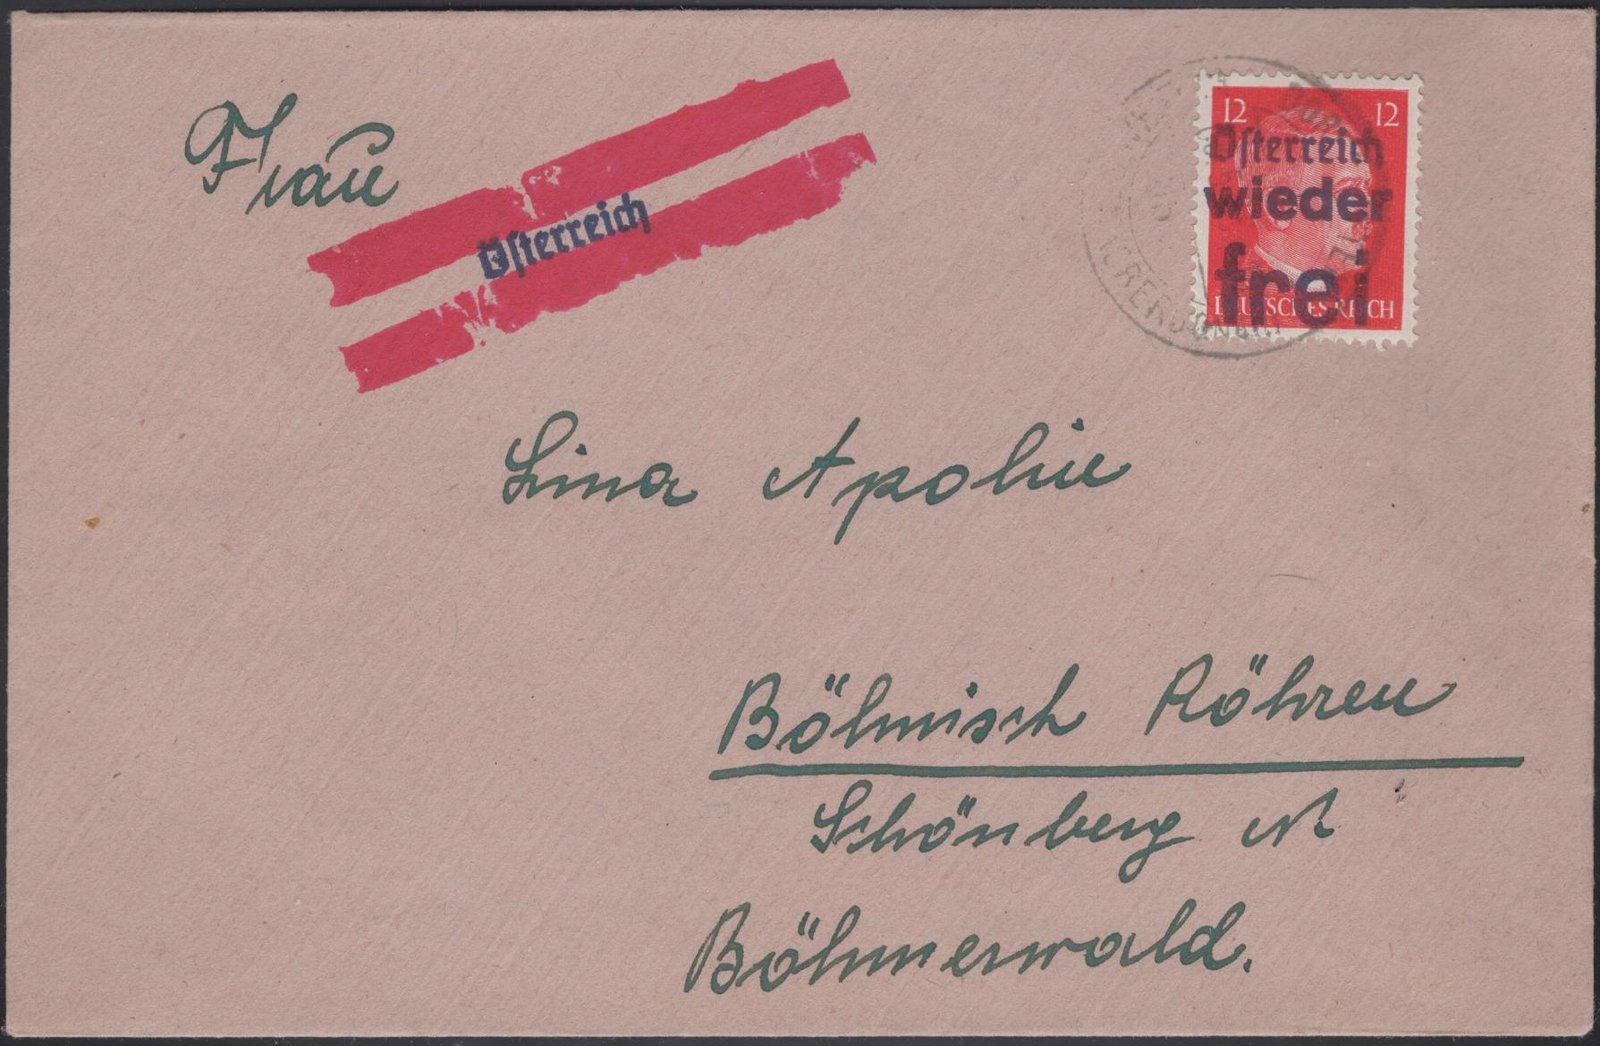 Frau
Österreich
12 12
Österreich
wieder
frei
DEUTSCHES REICH
Lina Apolin
Böhmisch Röhren
Schönberg
Böhmerwald.